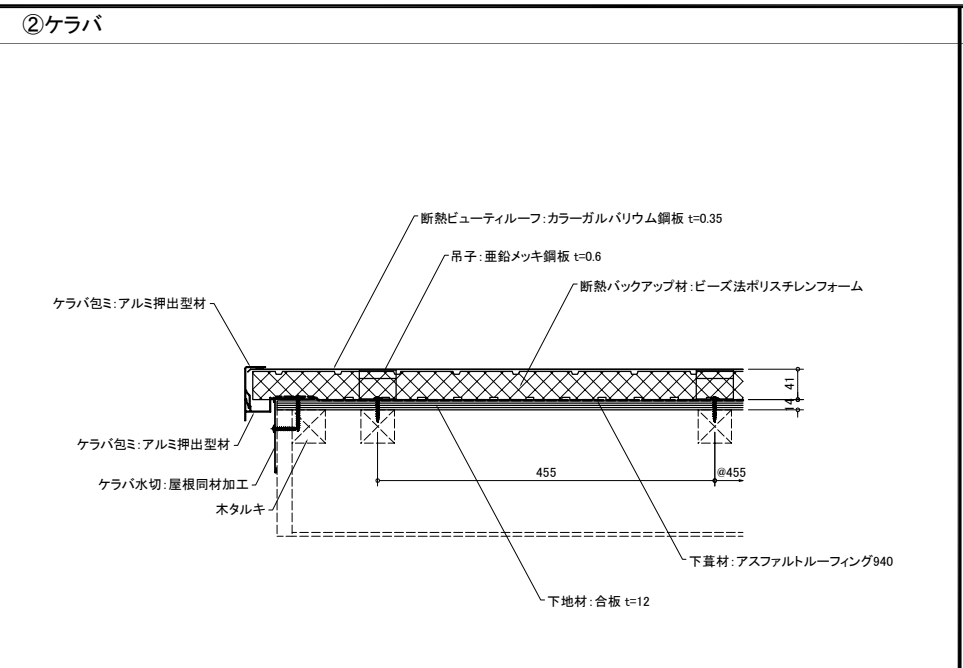 ②ケラバ
断熱ビューティルーフ:カラーガルバリウム鋼板 t=0.35
吊子:亜鉛メッキ鋼板 t=0.6
断熱バックアップ材:ビーズ法ポリスチレンフォーム
ケラバ包ミ:アルミ押出型材
41
ケラバ包ミ:アルミ押出型材
455
@455
ケラバ水切:屋根同材加工
木タルキ
下葺材:アスファルトルーフィング940
下地材:合板 t=12